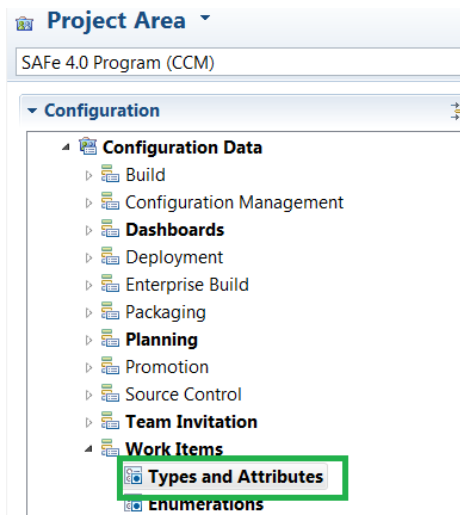 Project Area
SAFe 4.0 Program (CCM)
Configuration
Configuration Data
Build
Configuration Management
Dashboards
Deployment
Enterprise Build
Packaging
Planning
Promotion
Source Control
Team Invitation
Work Items
Types and Attributes
Enumerations